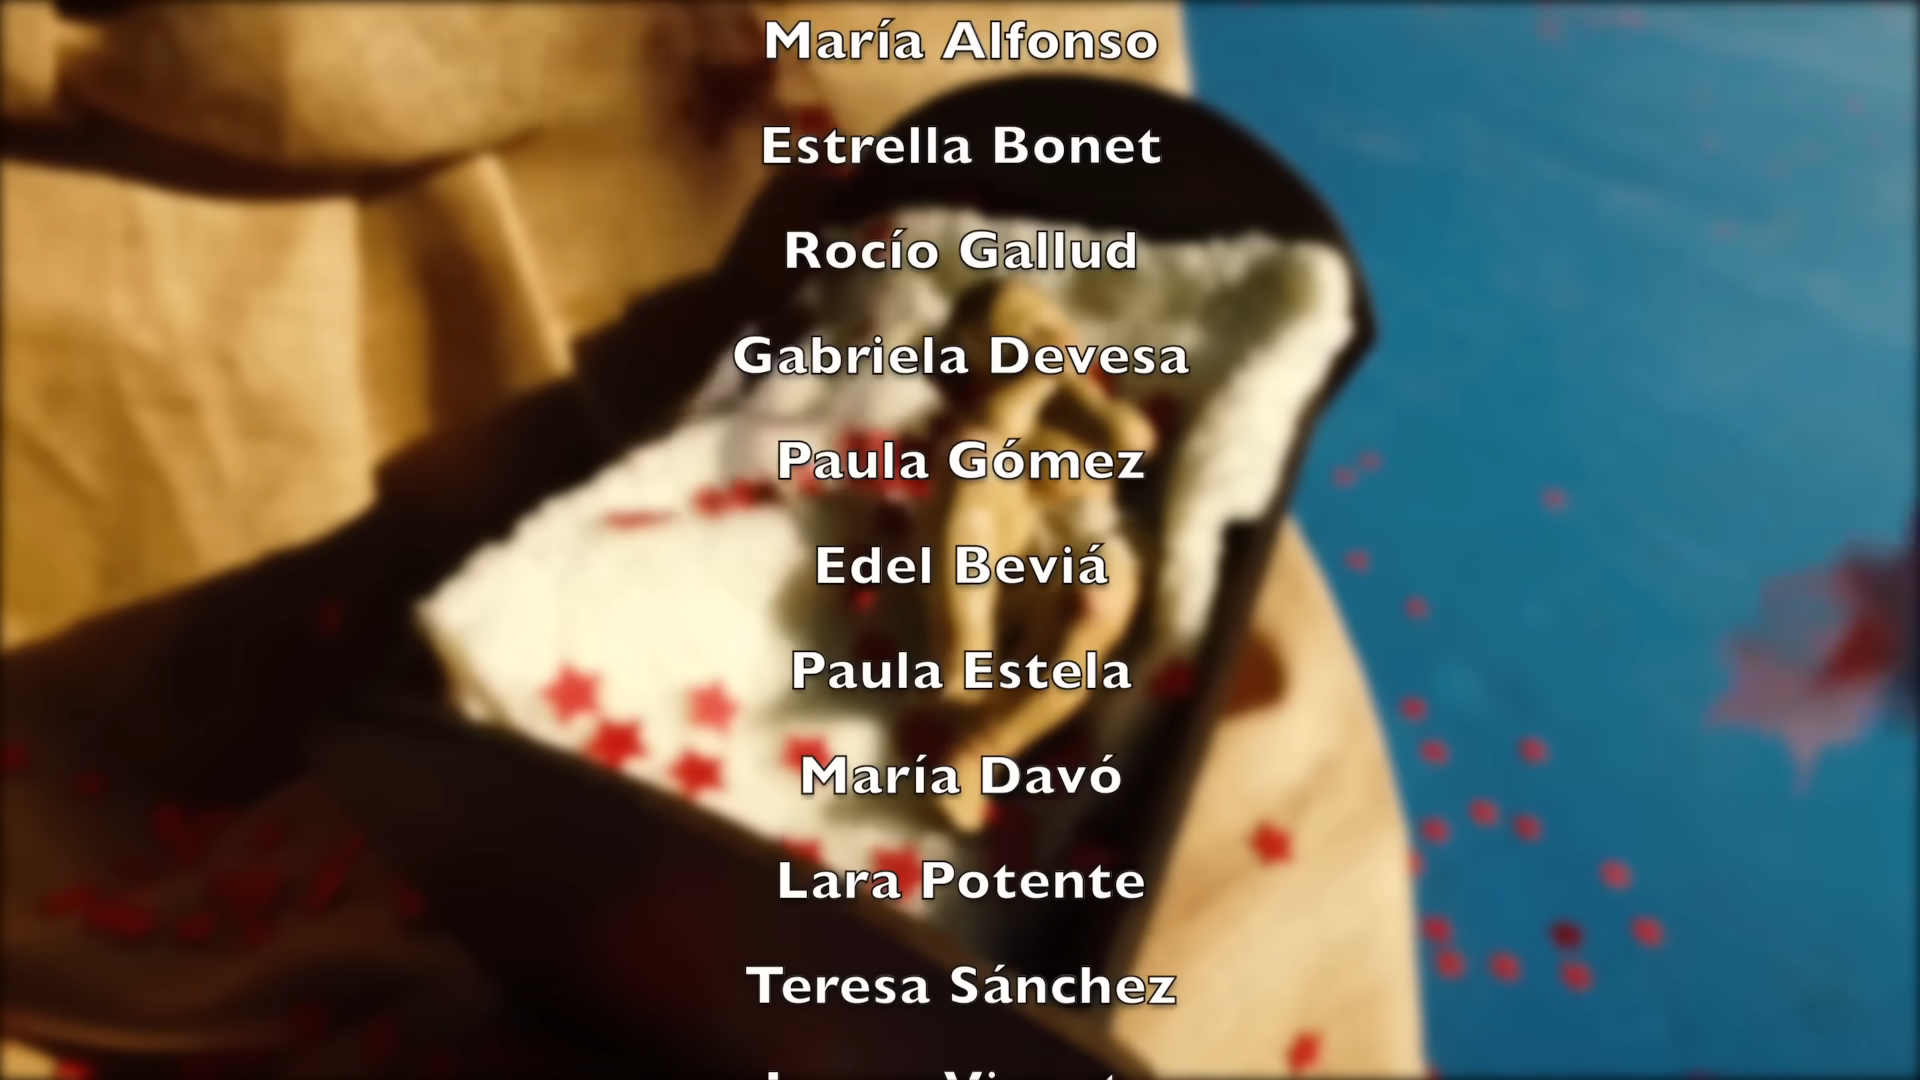 María Alfonso
Estrella Bonet
Rocío Gallud
Gabriela Devesa
Paula Gómez
Edel Beviá
Paula Estela
María Davó
Lara Potente
Teresa Sánchez